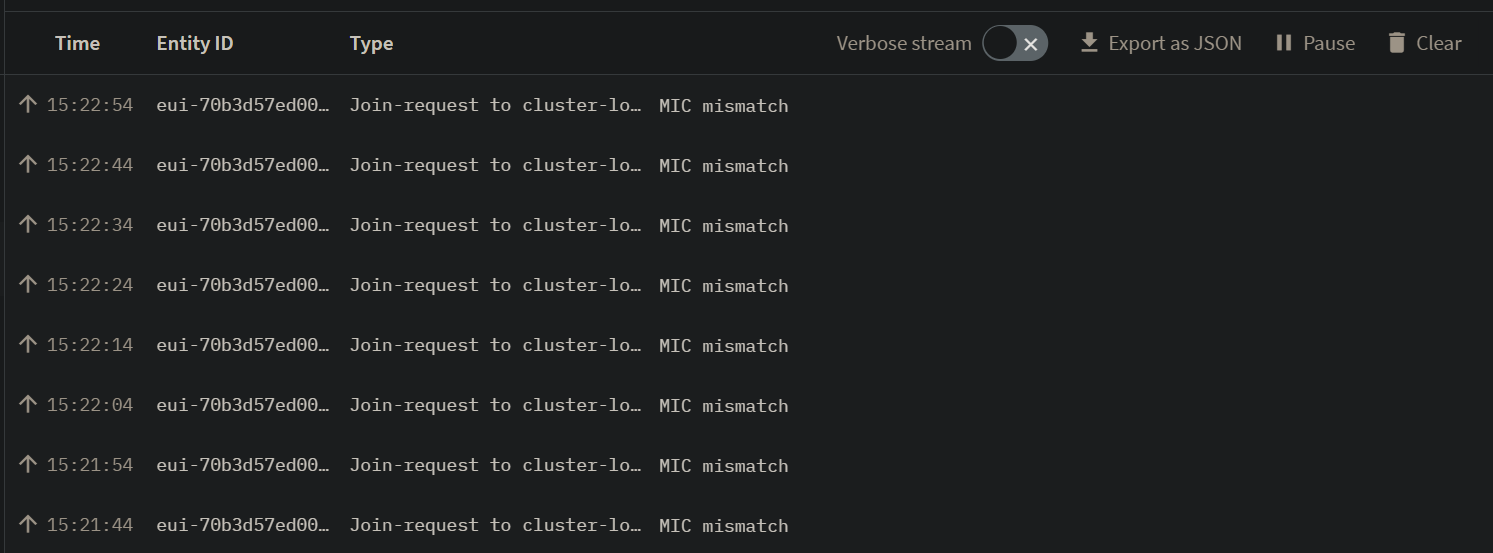 Time Entity ID Type Verbose stream Export as JSON Pause Clear
15:22:54 eui-70b3d57ed00… Join-request to cluster-lo… MIC mismatch
15:22:44 eui-70b3d57ed00… Join-request to cluster-lo… MIC mismatch
15:22:34 eui-70b3d57ed00… Join-request to cluster-lo… MIC mismatch
15:22:24 eui-70b3d57ed00… Join-request to cluster-lo… MIC mismatch
15:22:14 eui-70b3d57ed00… Join-request to cluster-lo… MIC mismatch
15:22:04 eui-70b3d57ed00… Join-request to cluster-lo… MIC mismatch
15:21:54 eui-70b3d57ed00… Join-request to cluster-lo… MIC mismatch
15:21:44 eui-70b3d57ed00… Join-request to cluster-lo… MIC mismatch